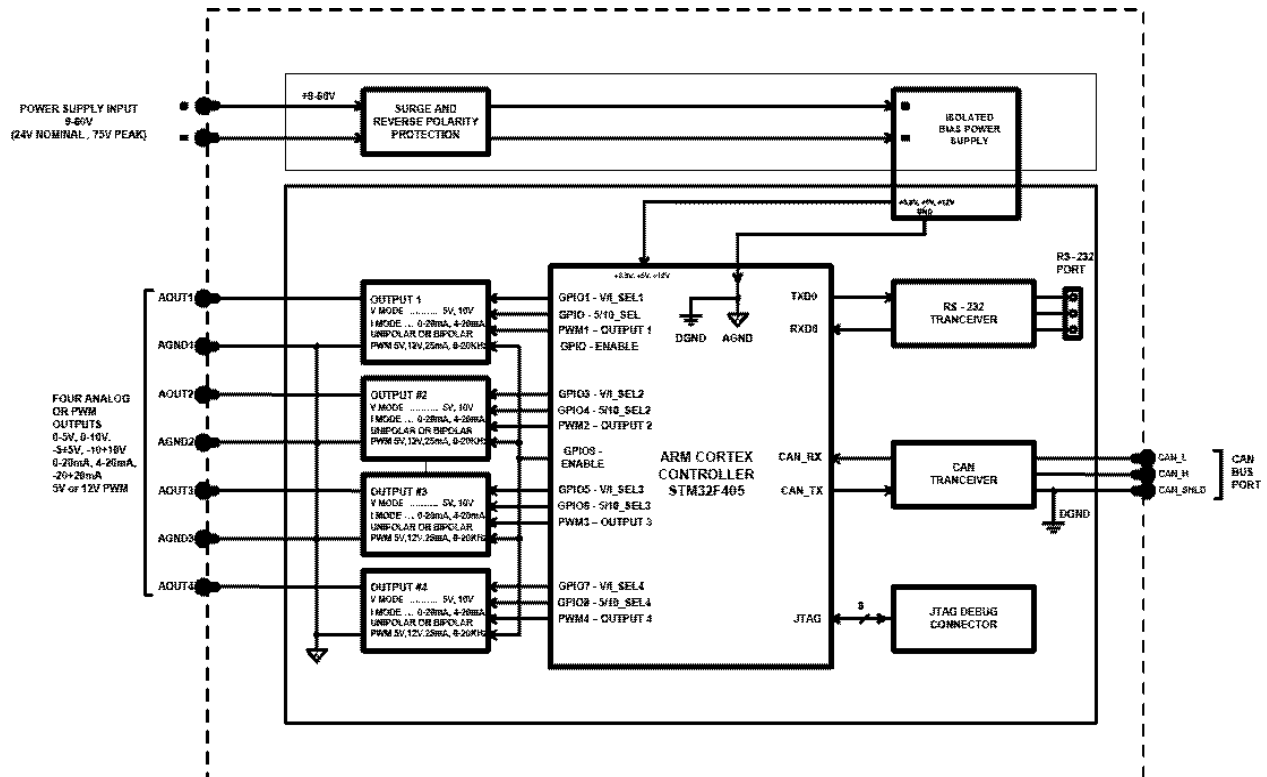 POWER SUPPLY INPUT
9-60V
(24V NOMINAL, 75V PEAK)
+9-60V
SURGE AND
REVERSE POLARITY
PROTECTION
ISOLATED
BIAS POWER
SUPPLY
GND
RS-232
PORT
AOUT1
AGND1
AOUT2
AGND2
AOUT3
AGND3
AOUT4
FOUR ANALOG
OR PWM
OUTPUTS
0-5V, 0-10V.
-5+5V, -10+10V
0-20mA, 4-20mA,
-20+20mA
5V or 12V PWM
OUTPUT 1
V MODE .......... 5V, 10V
I MODE ... 0-20mA, 4-20mA,
UNIPOLAR OR BIPOLAR
PWM 5V,12V,25mA, 0-20KHz
OUTPUT #2
V MODE .......... 5V, 10V
I MODE ... 0-20mA, 4-20mA,
UNIPOLAR OR BIPOLAR
PWM 5V,12V,25mA, 0-20KHz
OUTPUT #3
V MODE .......... 5V, 10V
I MODE ... 0-20mA, 4-20mA,
UNIPOLAR OR BIPOLAR
PWM 5V,12V,25mA, 0-20KHz
OUTPUT #4
V MODE .......... 5V, 10V
I MODE ... 0-20mA, 4-20mA,
UNIPOLAR OR BIPOLAR
PWM 5V,12V,25mA, 0-20KHz
GPIO1 - V/I_SEL1
GPIO - 5/10_SEL
PWM1 - OUTPUT 1
GPIO - ENABLE
GPIO3 - V/I_SEL2
GPIO4 - 5/10_SEL2
PWM2 - OUTPUT 2
ENABLE
GPIO5 - V/I_SEL3
GPIO6 - 5/10_SEL3
PWM3 - OUTPUT 3
GPIO7 - V/I_SEL4
GPIO8 - 5/10_SEL4
PWM4 - OUTPUT 4
DGND
AGND
ARM CORTEX
CONTROLLER
STM32F405
TXD0
RXD0
CAN_RX
CAN_TX
JTAG
RS - 232
TRANCEIVER
CAN
TRANCEIVER
JTAG DEBUG
CONNECTOR
CAN_L
CAN_H
CAN_SHLD
DGND
CAN
BUS
PORT